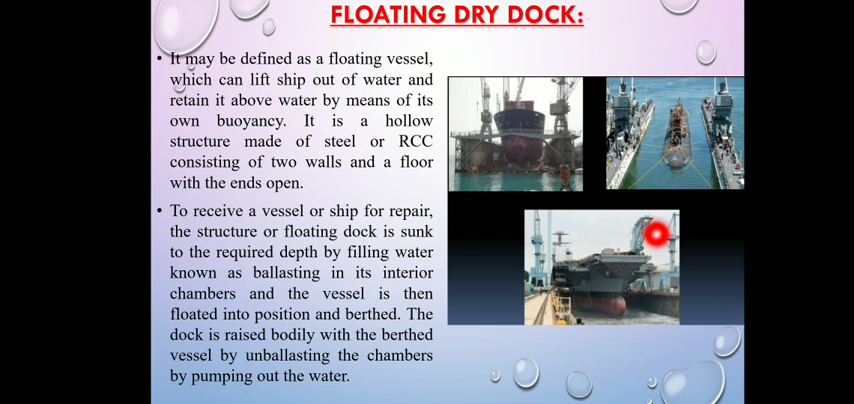 FLOATING DRY DOCK:
• It may be defined as a floating vessel,
which can lift ship out of water and
retain it above water by means of its
own buoyancy. It is a hollow
structure made of steel or RCC
consisting of two walls and a floor
with the ends open.
• To receive a vessel or ship for repair,
the structure or floating dock is sunk
to the required depth by filling water
known as ballasting in its interior
chambers and the vessel is then
floated into position and berthed. The
dock is raised bodily with the berthed
vessel by unballasting the chambers
by pumping out the water.